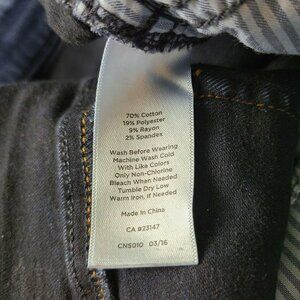 70% Cotton
19% Polyester
9% Rayon
2% Spandex
Wash Before Wearing
Machine Wash Cold
With Like Colors
Only Non-Chlorine
Bleach When Needed
Tumble Dry Low
Warm Iron, If Needed
Made In China
CA #23147
CN5010 03/16